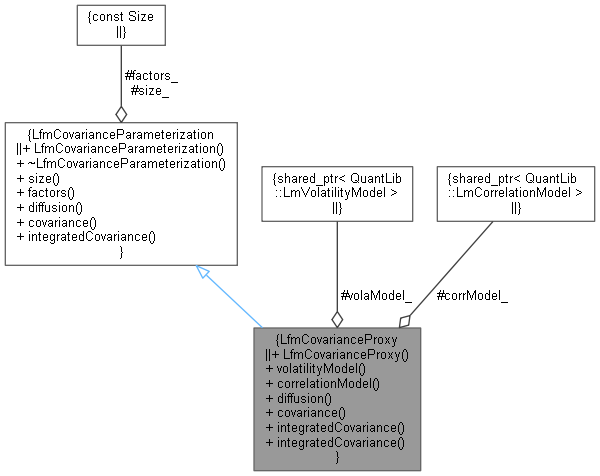 {const Size
||}
#factors_
#size_
{LfmCovarianceParameterization
||+ LfmCovarianceParameterization()
+ ~LfmCovarianceParameterization()
+ size()
+ factors()
+ diffusion()
+ covariance()
+ integratedCovariance()
}
{shared_ptr< QuantLib
::LmVolatilityModel >
||}
{shared_ptr< QuantLib
::LmCorrelationModel >
||}
#volaModel_
#corrModel_
{LfmCovarianceProxy
||+ LfmCovarianceProxy()
+ volatilityModel()
+ correlationModel()
+ diffusion()
+ covariance()
+ integratedCovariance()
+ integratedCovariance()
}